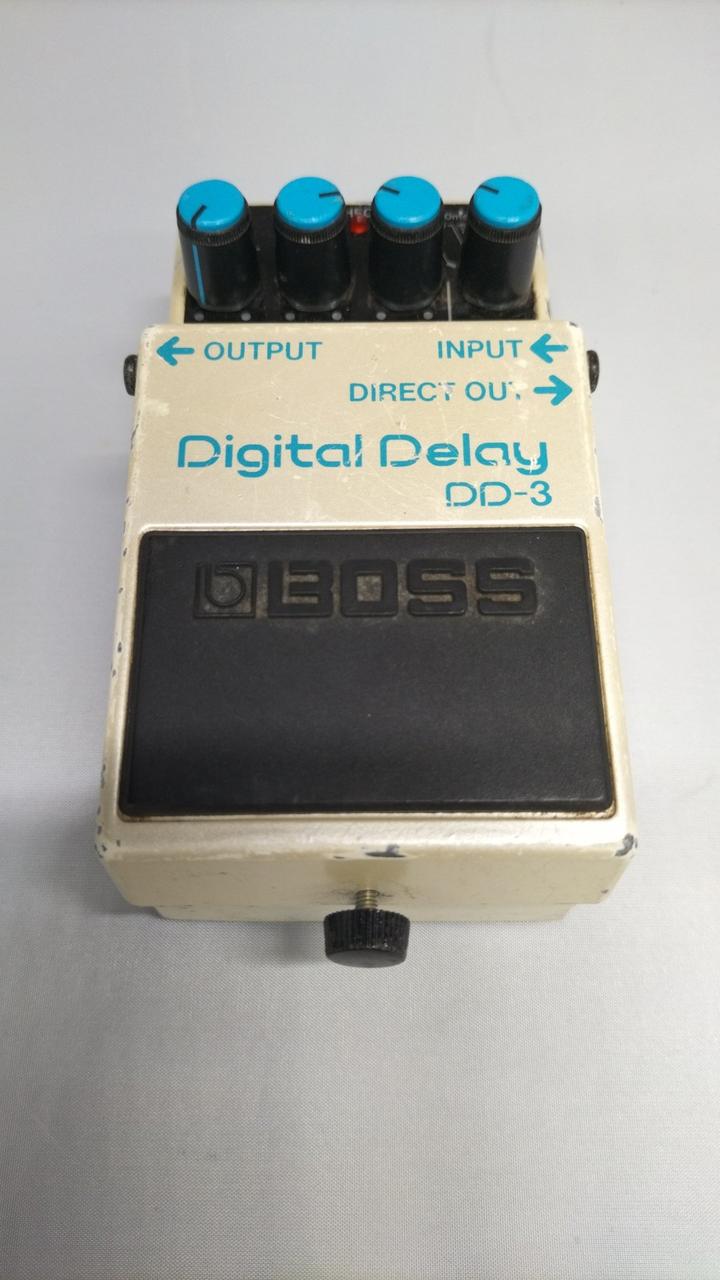 ← OUTPUT INPUT ←
DIRECT OUT →
Digital Delay
DD-3
BOSS